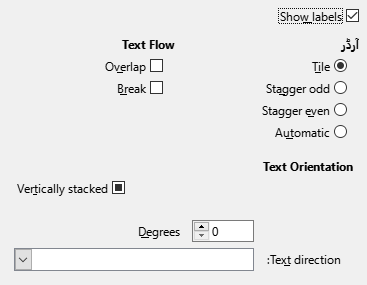 Show labels
آرڈر
Text Flow
Tile
Overlap
Stagger odd
Break
Stagger even
Automatic
Text Orientation
Vertically stacked
Degrees
0
:Text direction